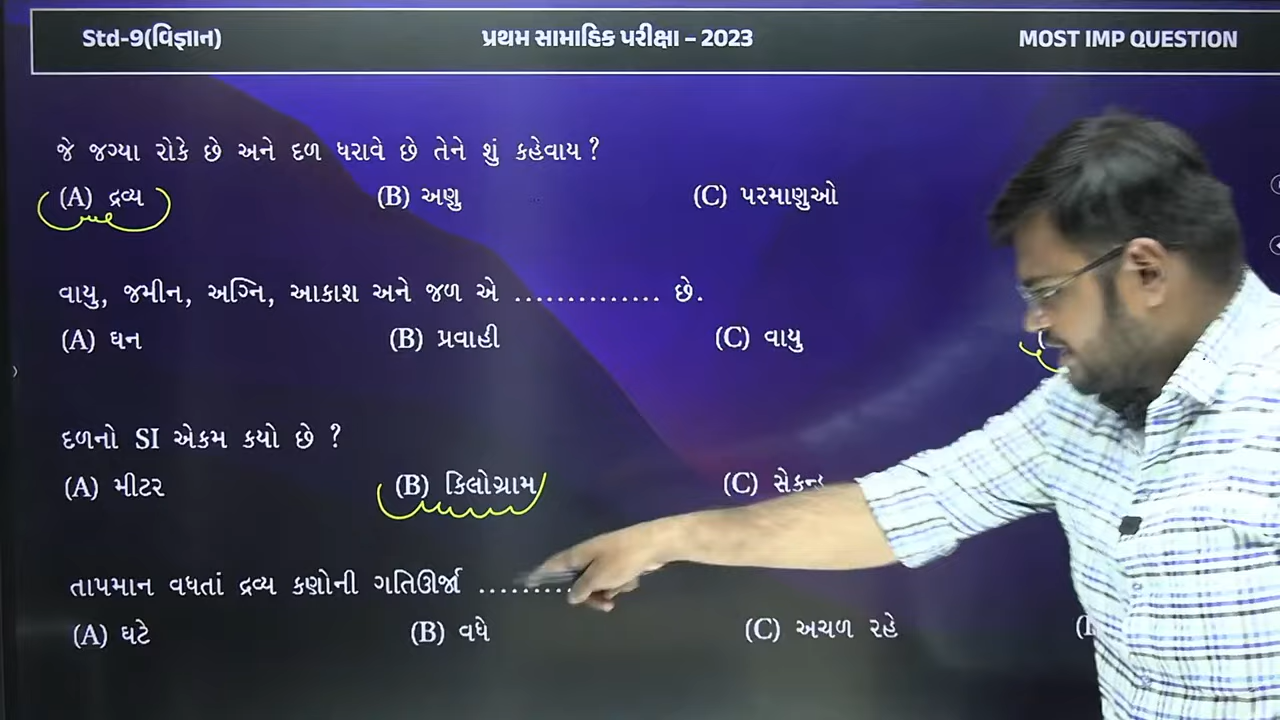 Std-9(વિજ્ઞાન) પ્રથમ સામાહિક પરીક્ષા – 2023 MOST IMP QUESTION
જે જગ્યા રોકે છે અને દળ ધરાવે છે તેને શું કહેવાય ?
(A) દ્રવ્ય (B) અણુ (C) પરમાણુઓ
વાયુ, જમીન, અગ્નિ, આકાશ અને જળ એ .............. છે.
(A) ઘન (B) પ્રવાહી (C) વાયુ
દળનો SI એકમ કયો છે ?
(A) મીટર (B) કિલોગ્રામ (C) સેકન્ડ
તાપમાન વધતાં દ્રવ્ય કણોની ગતિઊર્જા .........
(A) ઘટે (B) વધે (C) અચળ રહે